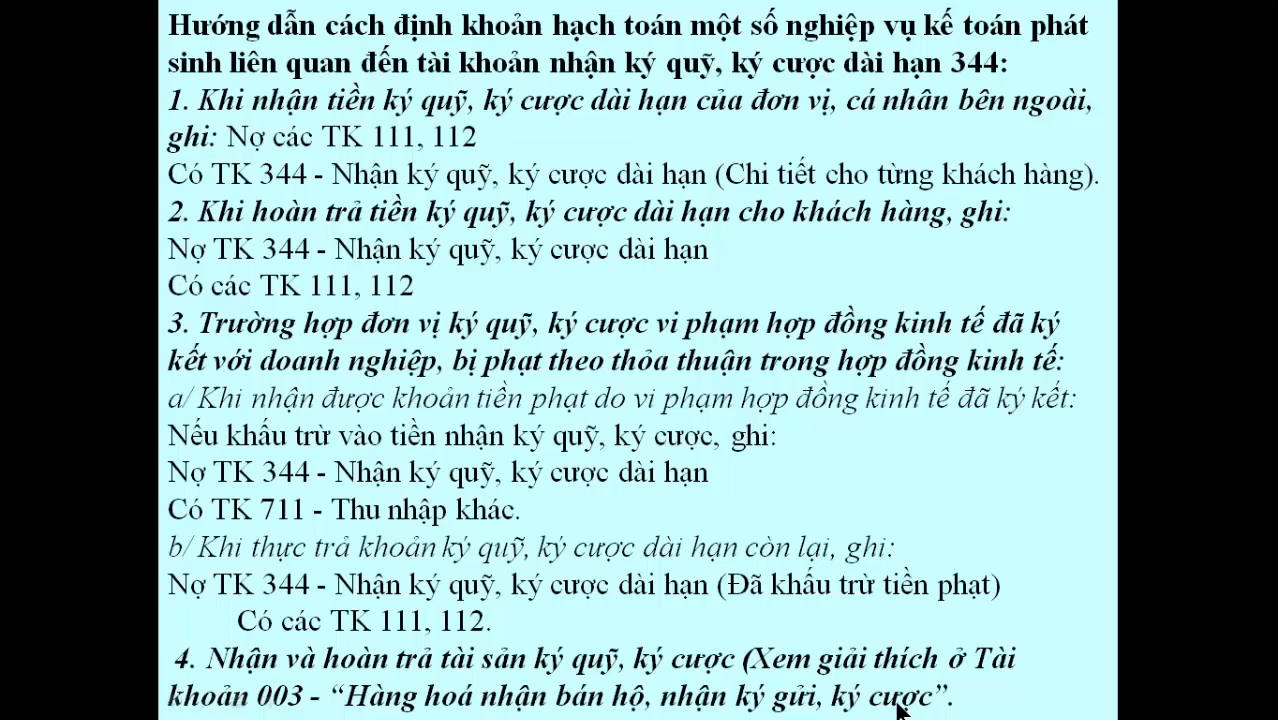 Hướng dẫn cách định khoản hạch toán một số nghiệp vụ kế toán phát
sinh liên quan đến tài khoản nhận ký quỹ, ký cược dài hạn 344:
1. Khi nhận tiền ký quỹ, ký cược dài hạn của đơn vị, cá nhân bên ngoài,
ghi: Nợ các TK 111, 112
Có TK 344 - Nhận ký quỹ, ký cược dài hạn (Chi tiết cho từng khách hàng).
2. Khi hoàn trả tiền ký quỹ, ký cược dài hạn cho khách hàng, ghi:
Nợ TK 344 - Nhận ký quỹ, ký cược dài hạn
Có các TK 111, 112
3. Trường hợp đơn vị ký quỹ, ký cược vi phạm hợp đồng kinh tế đã ký
kết với doanh nghiệp, bị phạt theo thỏa thuận trong hợp đồng kinh tế:
a/ Khi nhận được khoản tiền phạt do vi phạm hợp đồng kinh tế đã ký kết:
Nếu khấu trừ vào tiền nhận ký quỹ, ký cược, ghi:
Nợ TK 344 - Nhận ký quỹ, ký cược dài hạn
Có TK 711 - Thu nhập khác.
b/ Khi thực trả khoản ký quỹ, ký cược dài hạn còn lại, ghi:
Nợ TK 344 - Nhận ký quỹ, ký cược dài hạn (Đã khấu trừ tiền phạt)
Có các TK 111, 112.
4. Nhận và hoàn trả tài sản ký quỹ, ký cược (Xem giải thích ở Tài
khoản 003 - “Hàng hoá nhận bán hộ, nhận ký gửi, ký cược”.